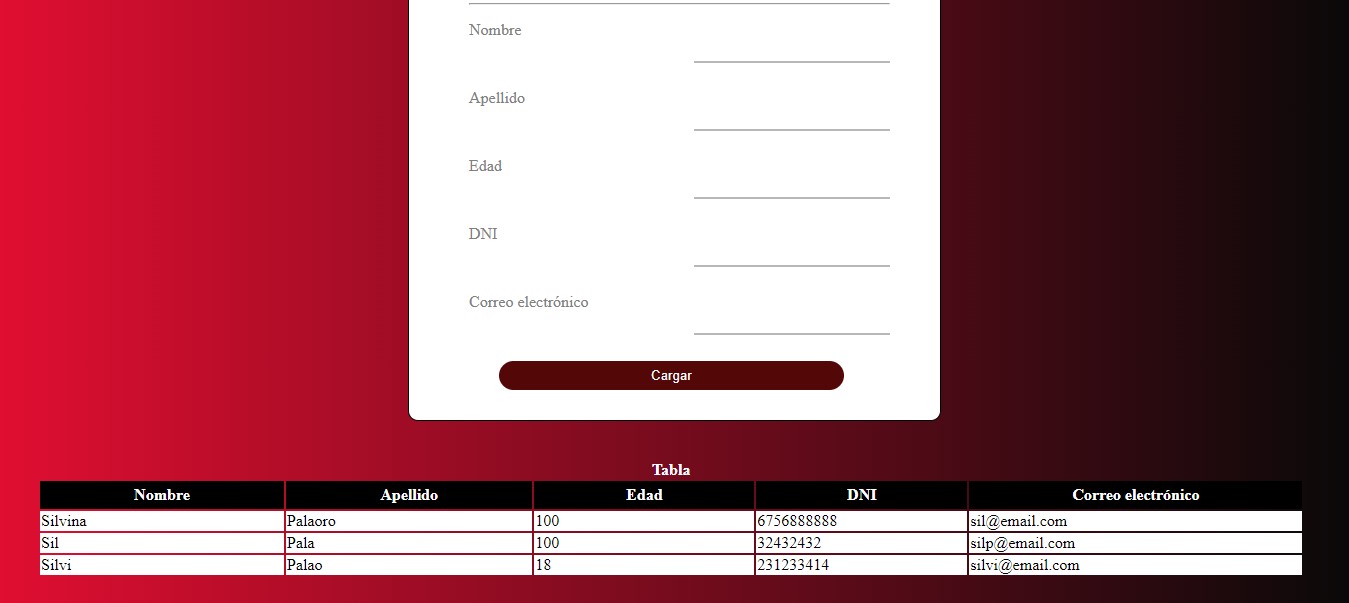 Nombre
Apellido
Edad
DNI
Correo electrónico
Cargar
Tabla
Nombre Apellido Edad DNI Correo electrónico
Silvina Palaoro 100 6756888888 sil@email.com
Sil Pala 100 32432432 silp@email.com
Silvi Palao 18 231233414 silvi@email.com